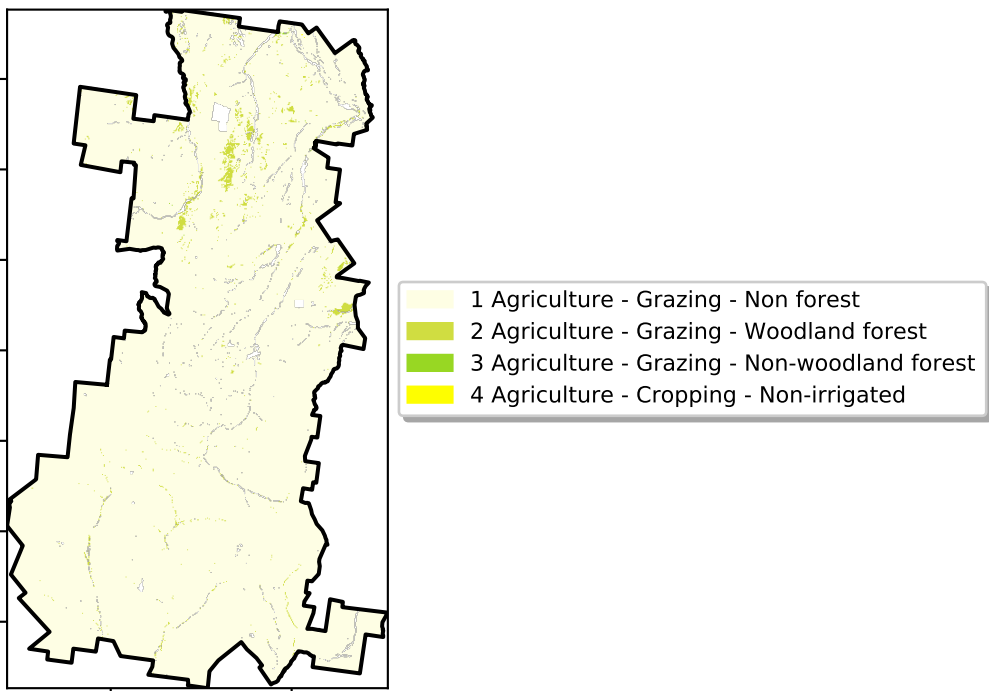 1 Agriculture - Grazing - Non forest
2 Agriculture - Grazing - Woodland forest
3 Agriculture - Grazing - Non-woodland forest
4 Agriculture - Cropping - Non-irrigated